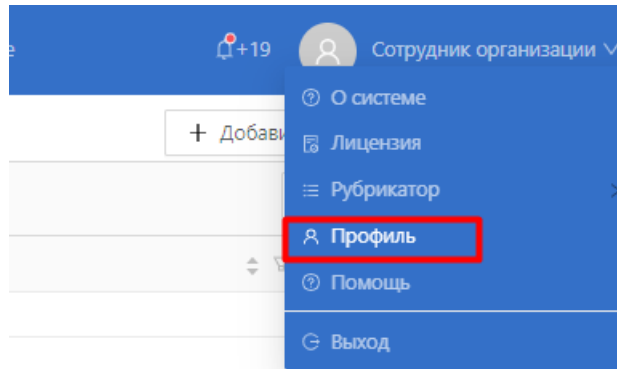 +19 Сотрудник организации
О системе
+ Добави
Лицензия
Рубрикатор
Профиль
Помощь
Выход